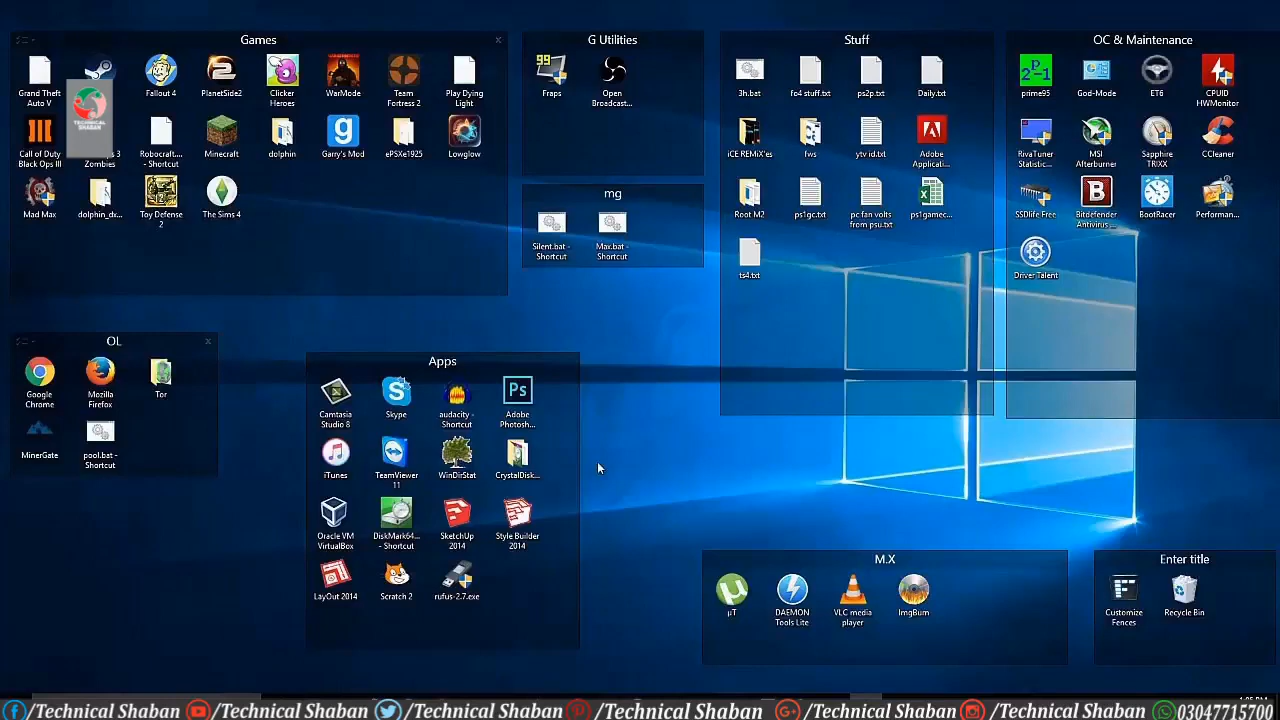 Games
Grand Theft
Auto V
Fallout 4
PlanetSide2
Clicker
Heroes
WarMode
Team
Fortress 2
Play Dying
Light
TECHNICAL
SHABAN
Call of Duty
Black Ops III
3
Zombies
Robocraft....
- Shortcut
Minecraft
dolphin
Garry's Mod
ePSXe1925
Lowglow
Mad Max
dolphin_dx...
Toy Defense
2
The Sims 4
G Utilities
99
Fraps
Open
Broadcast...
mg
Silent.bat -
Shortcut
Max.bat -
Shortcut
Stuff
3h.bat
fo4 stuff.txt
ps2p.txt
Daily.txt
iCE REMiX'es
fws
ytv id.txt
Adobe
Applicati...
Root M2
ps1gc.txt
pc fan volts
from psu.txt
ps1gamec...
ts4.txt
OC & Maintenance
prime95
God-Mode
ET6
CPUID
HWMonitor
RivaTuner
Statistic...
MSI
Afterburner
Sapphire
TRIXX
CCleaner
SSDlife Free
Bitdefender
Antivirus...
BootRacer
Performan...
Driver Talent
OL
Google
Chrome
Mozilla
Firefox
Tor
MinerGate
pool.bat -
Shortcut
Apps
Camtasia
Studio 8
Skype
audacity -
Shortcut
Ps
Adobe
Photosh...
iTunes
TeamViewer
11
WinDirStat
CrystalDisk...
Oracle VM
VirtualBox
DiskMark64...
- Shortcut
SketchUp
2014
Style Builder
2014
LayOut 2014
Scratch 2
rufus-2.7.exe
M.X
µT
DAEMON
Tools Lite
VLC media
player
ImgBurn
Enter title
Customize
Fences
Recycle Bin
/Technical Shaban /Technical Shaban /Technical Shaban /Technical Shaban /Technical Shaban /Technical Shaban 03047715700